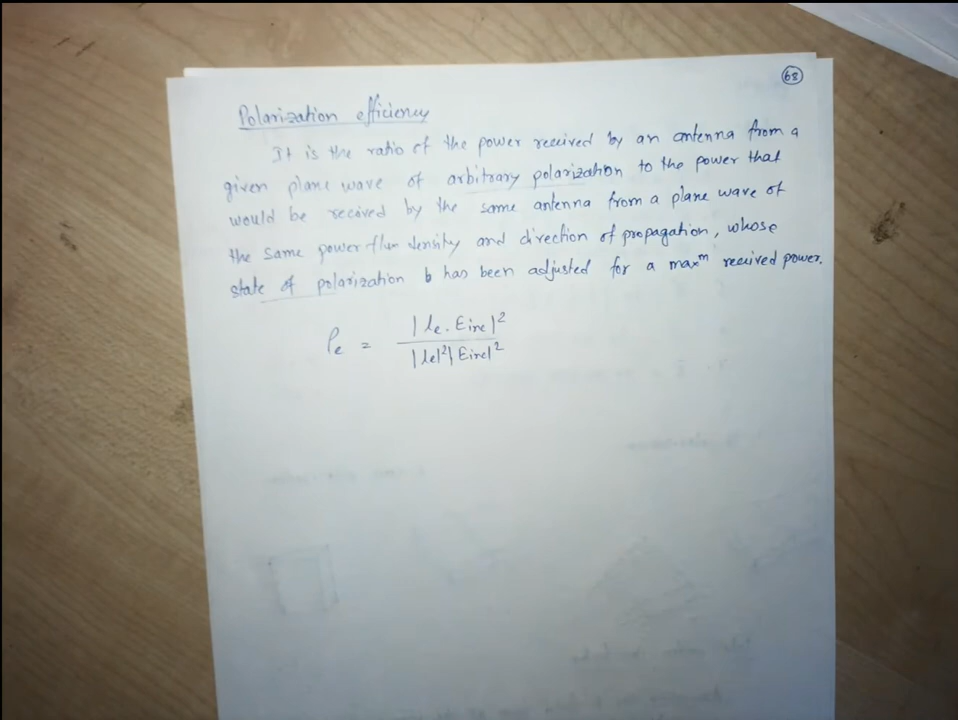 68
Polarization efficiency
It is the ratio of the power received by an antenna from a
given plane wave of arbitrary polarization to the power that
would be received by the same antenna from a plane wave of
the same power flux density and direction of propagation, whose
state of polarization has been adjusted for a maxᵐ received power.
Pe = |le . Einc|² / |le|² |Einc|²